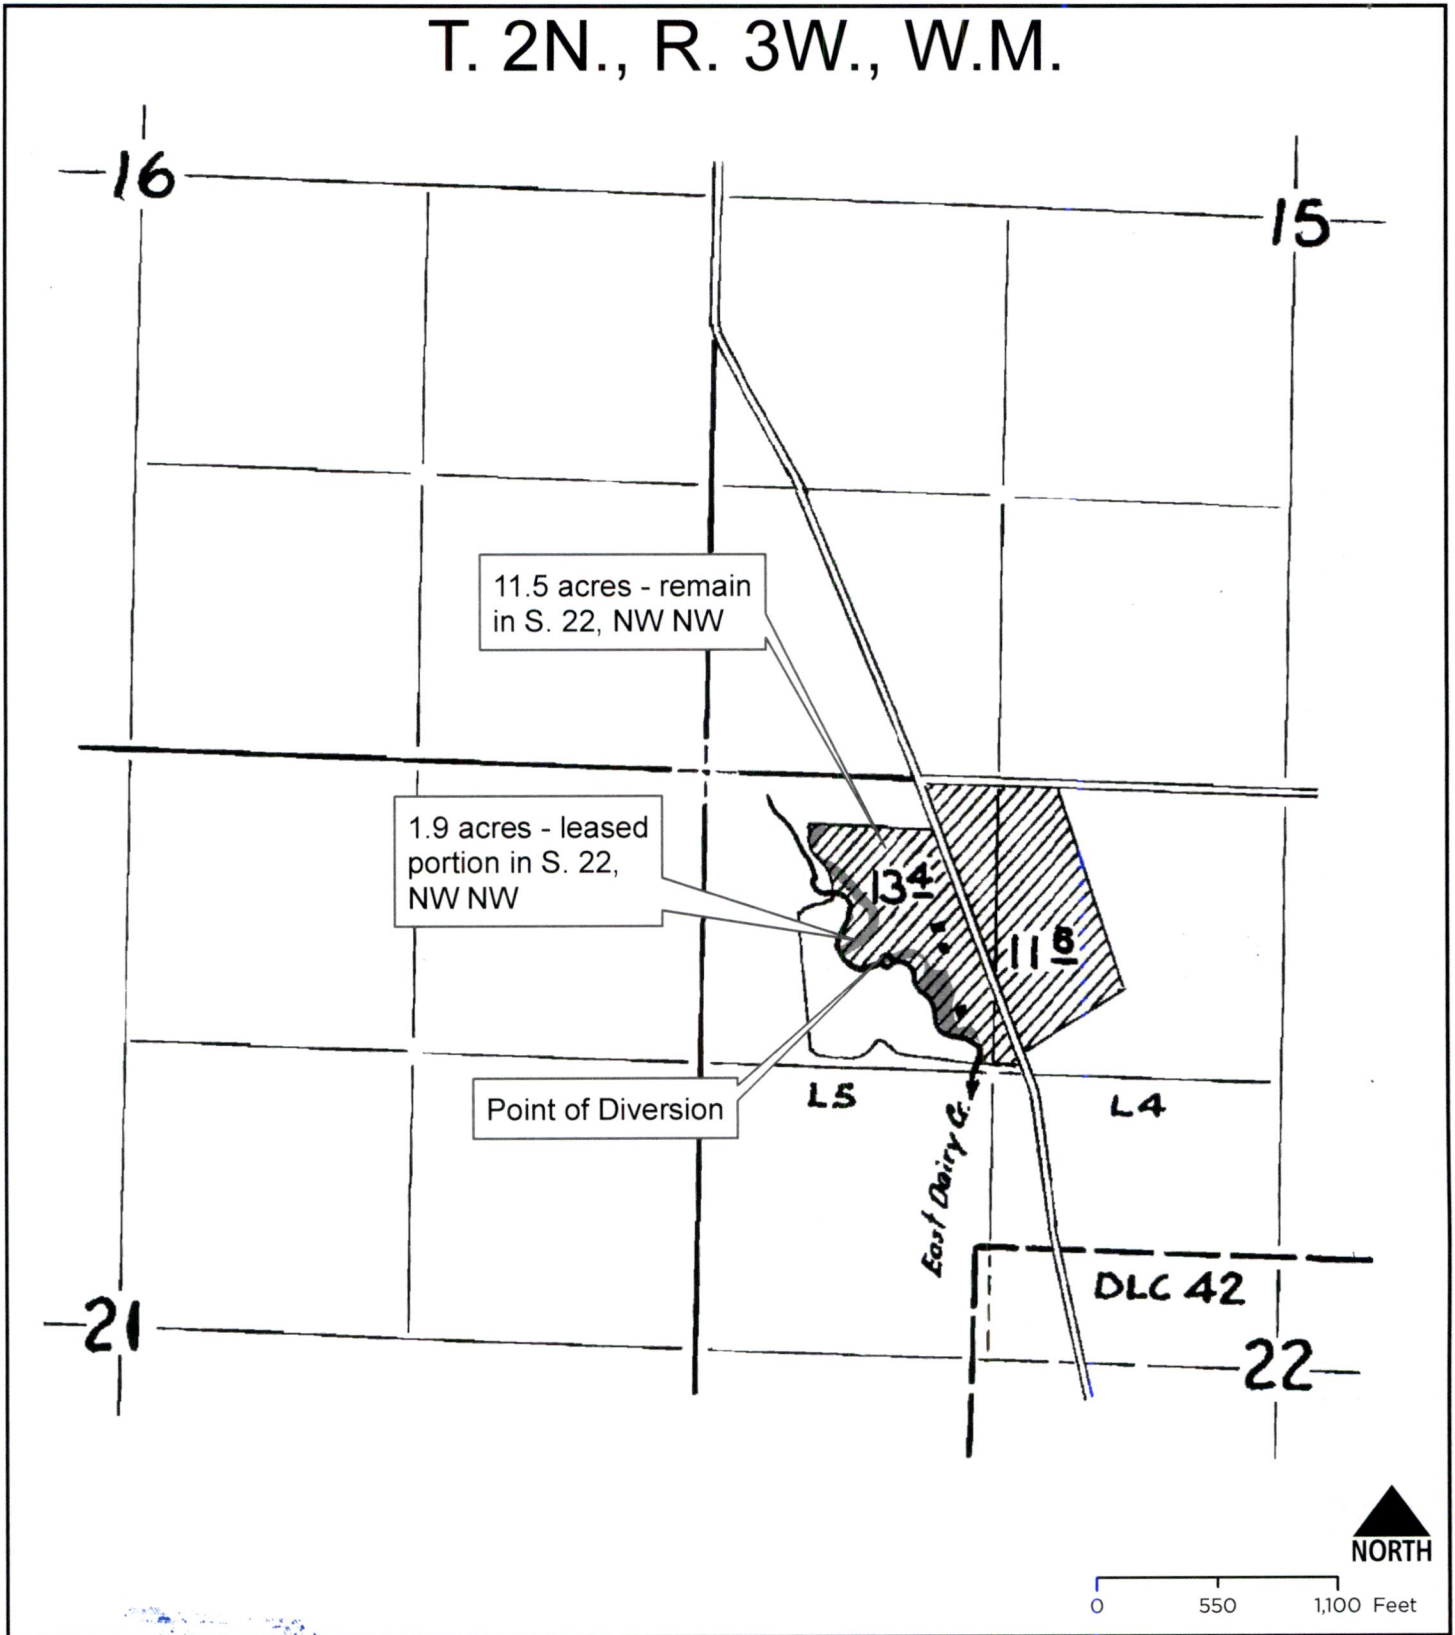 T. 2N., R. 3W., W.M.
16
15
11.5 acres - remain
in S. 22, NW NW
1.9 acres - leased
portion in S. 22,
NW NW
13 4
11 6
Point of Diversion
L5
L4
East Dairy Cr.
DLC 42
21
22
NORTH
0 550 1,100 Feet